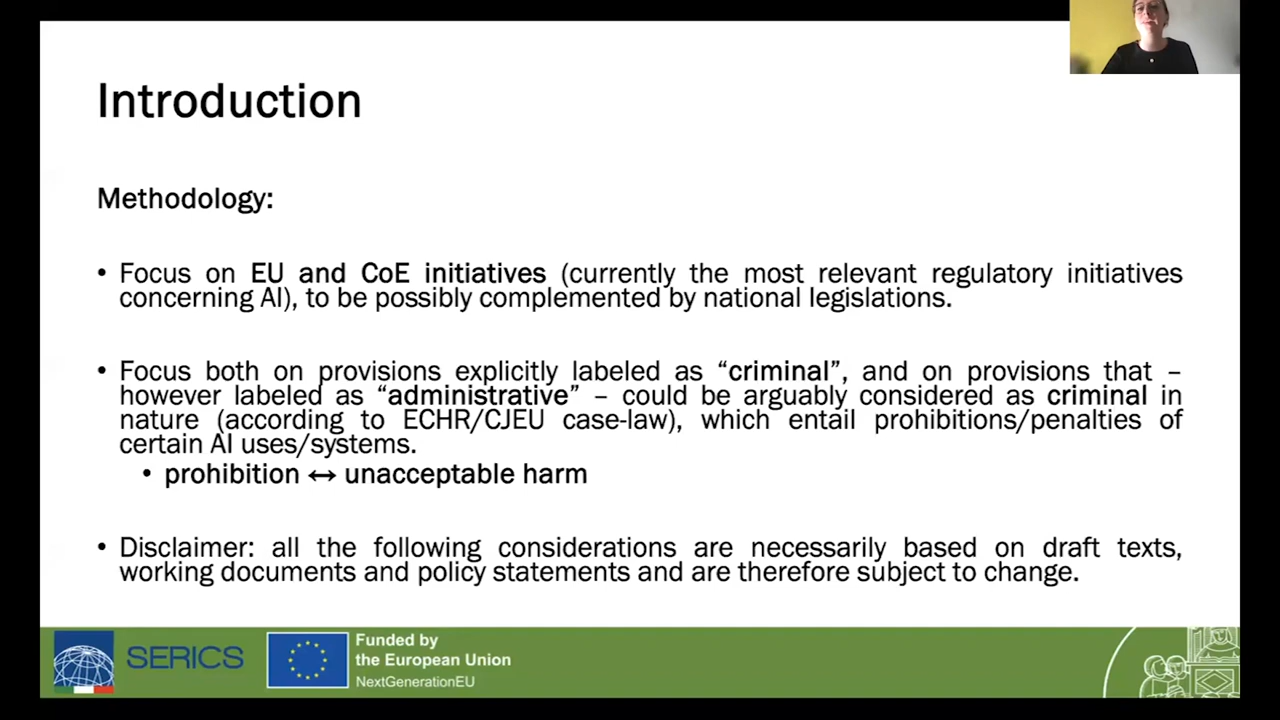 Introduction
Methodology:
• Focus on EU and CoE initiatives (currently the most relevant regulatory initiatives
concerning AI), to be possibly complemented by national legislations.
• Focus both on provisions explicitly labeled as “criminal”, and on provisions that –
however labeled as “administrative” – could be arguably considered as criminal in
nature (according to ECHR/CJEU case-law), which entail prohibitions/penalties of
certain AI uses/systems.
• prohibition ↔ unacceptable harm
• Disclaimer: all the following considerations are necessarily based on draft texts,
working documents and policy statements and are therefore subject to change.
SERICS
Funded by
the European Union
NextGenerationEU